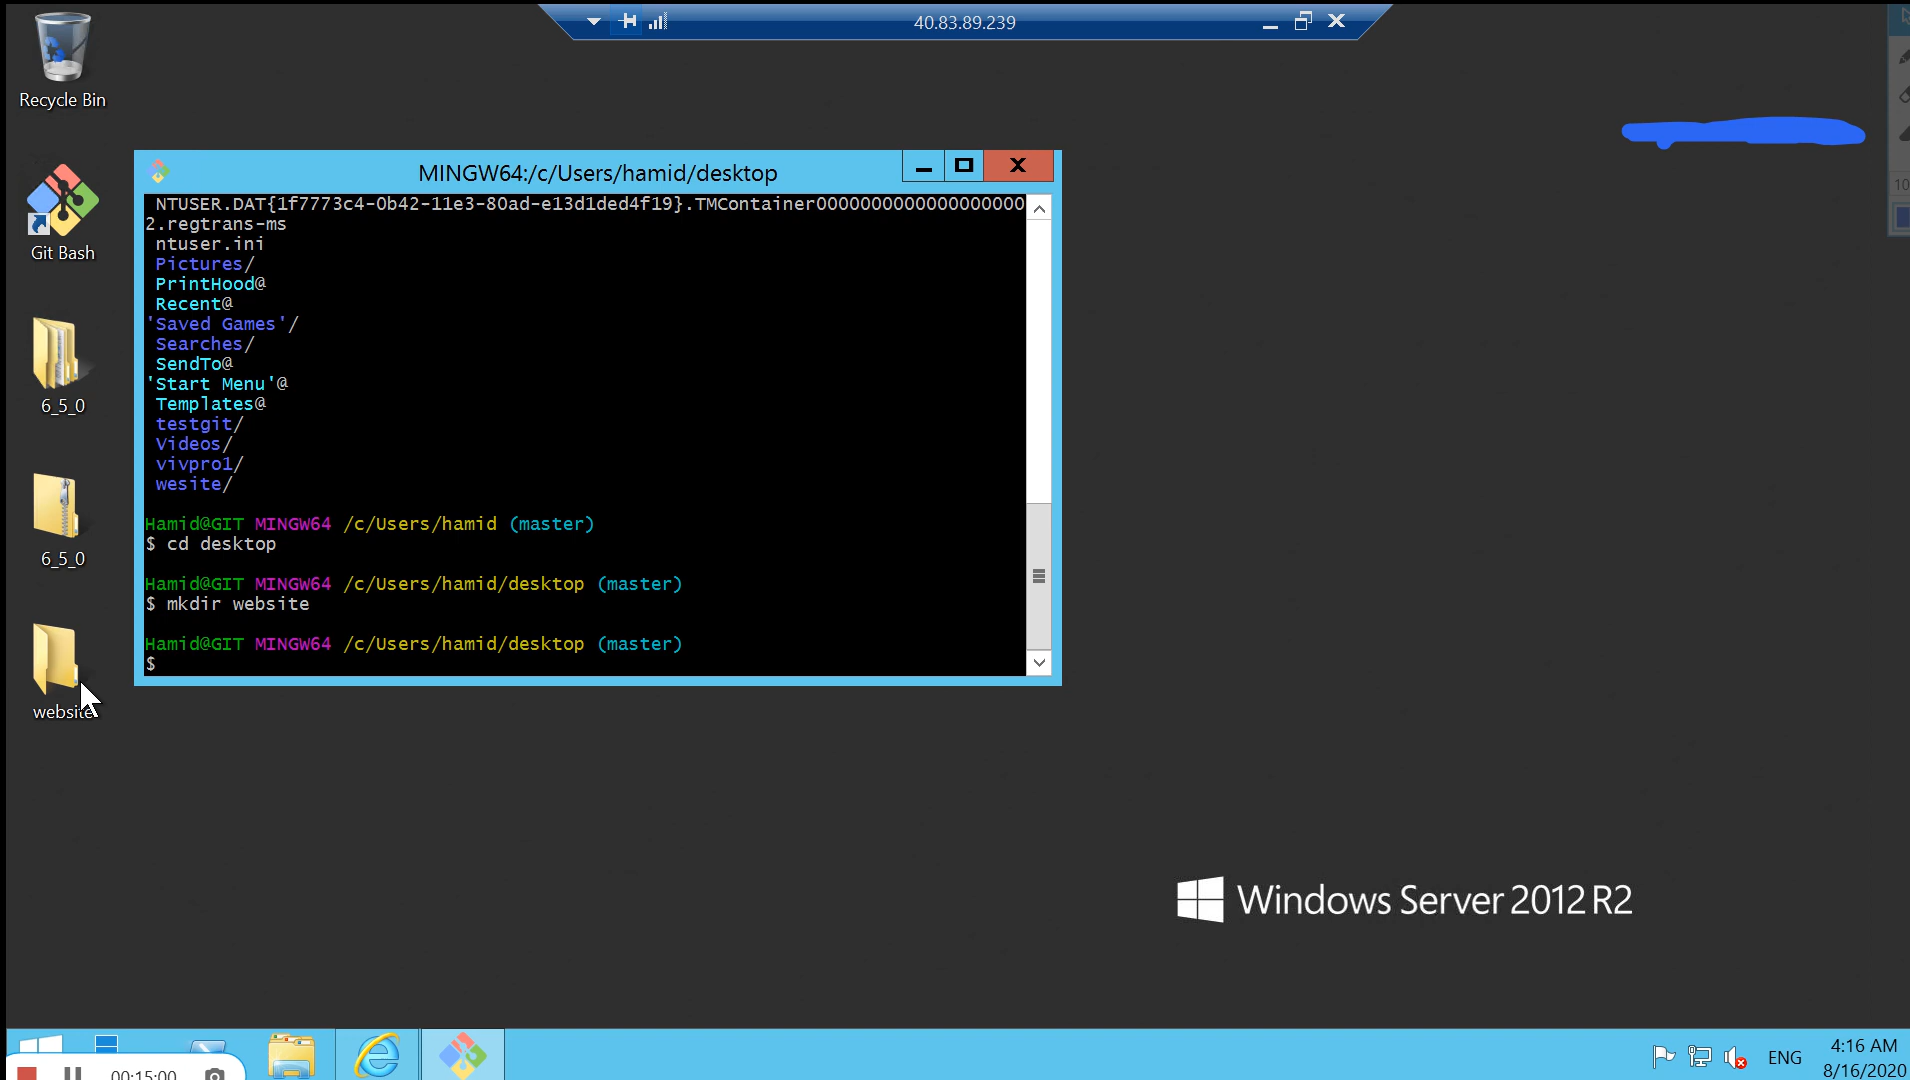 40.83.89.239
Recycle Bin
Git Bash
6_5_0
6_5_0
website
MINGW64:/c/Users/hamid/desktop
NTUSER.DAT{1f7773c4-0b42-11e3-80ad-e13d1ded4f19}.TMContainer0000000000000000000
2.regtrans-ms
ntuser.ini
Pictures/
PrintHood@
Recent@
'Saved Games'/
Searches/
SendTo@
'Start Menu'@
Templates@
testgit/
Videos/
vivpro1/
wesite/
Hamid@GIT MINGW64 /c/Users/hamid (master)
$ cd desktop
Hamid@GIT MINGW64 /c/Users/hamid/desktop (master)
$ mkdir website
Hamid@GIT MINGW64 /c/Users/hamid/desktop (master)
$
Windows Server 2012 R2
00:15:00
ENG
4:16 AM
8/16/2020